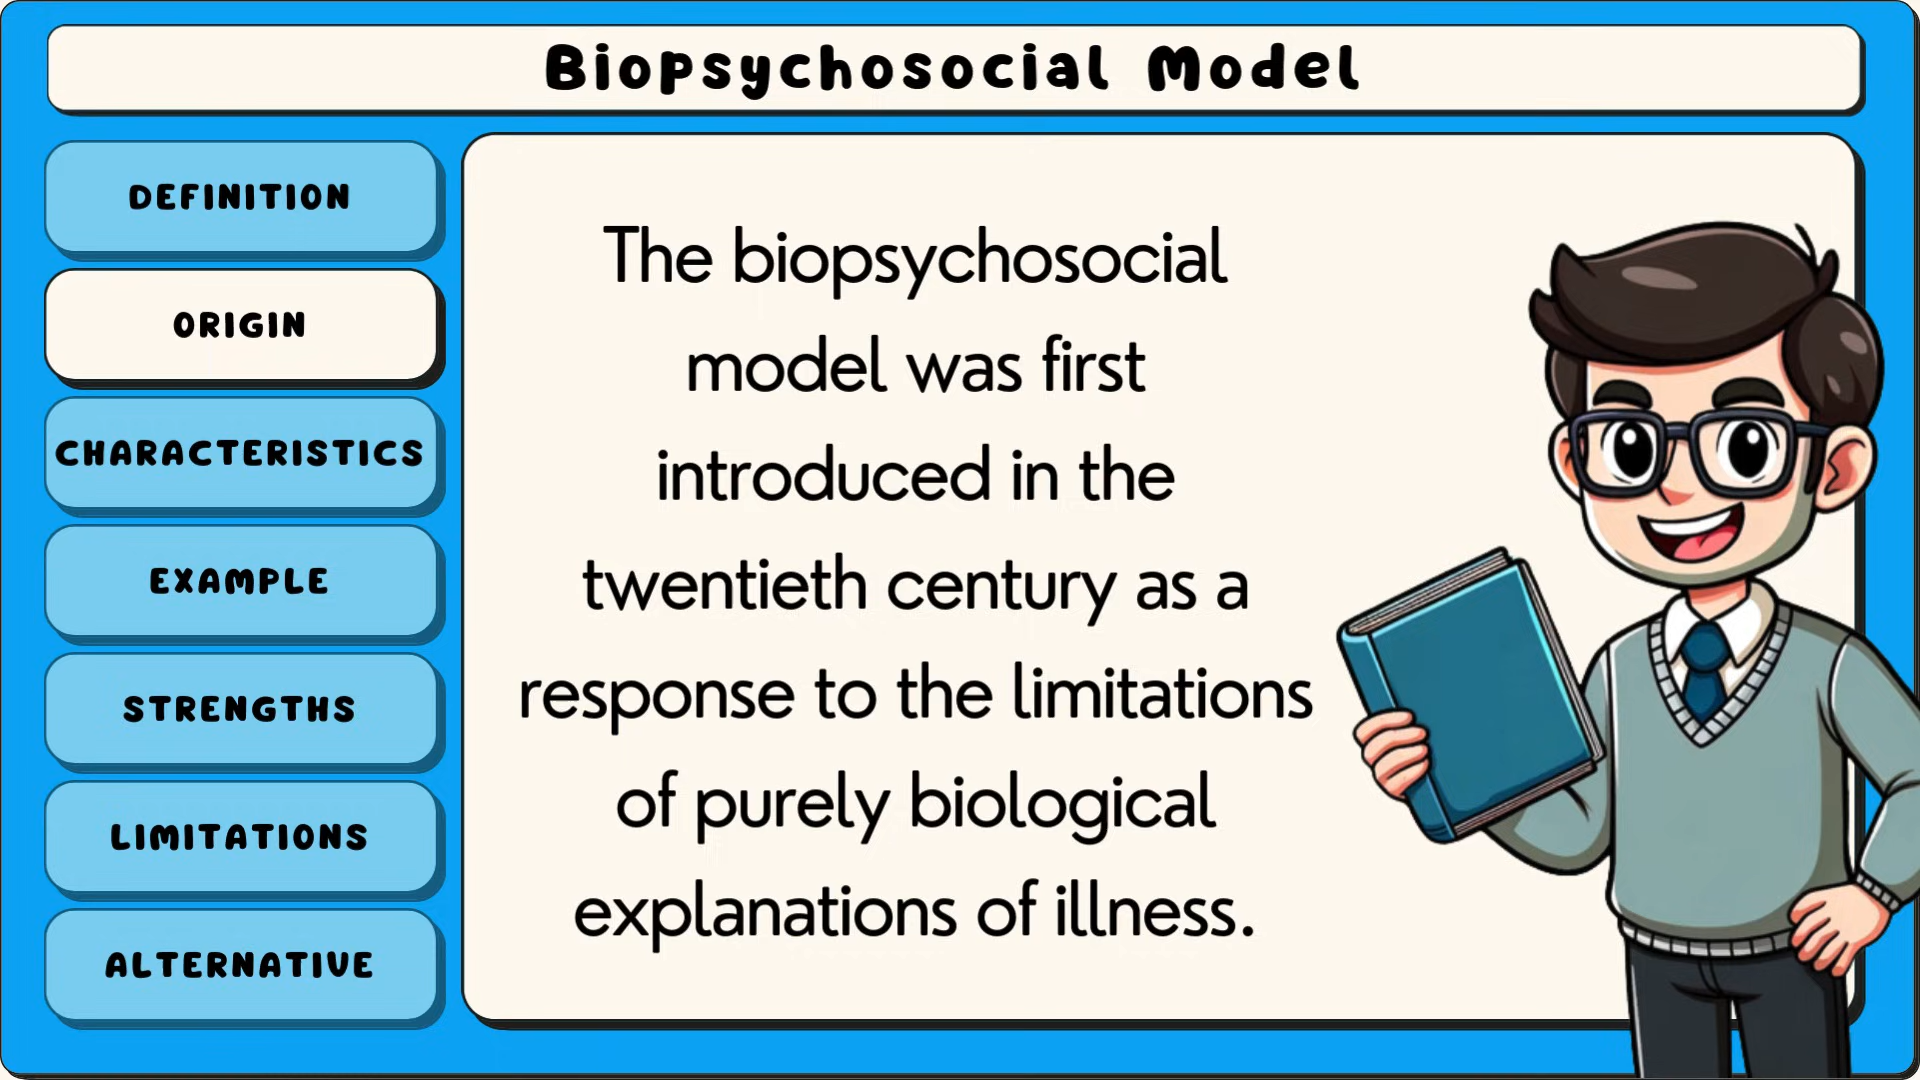 Biopsychosocial Model
DEFINITION
ORIGIN
CHARACTERISTICS
EXAMPLE
STRENGTHS
LIMITATIONS
ALTERNATIVE
The biopsychosocial
model was first
introduced in the
twentieth century as a
response to the limitations
of purely biological
explanations of illness.